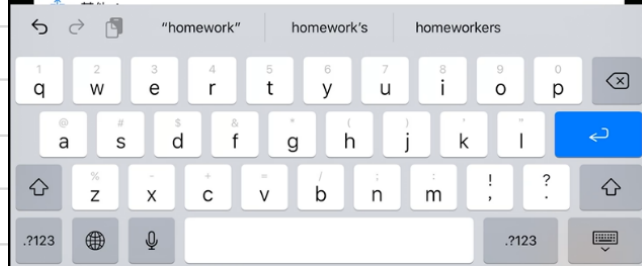 “homework” homework's homeworkers
1 2 3 4 5 6 7 8 9 0
q w e r t y u i o p
@ # $ & * ( ) ' "
a s d f g h j k l
% - + = / ; :
z x c v b n m ! , ? .
.?123 .?123